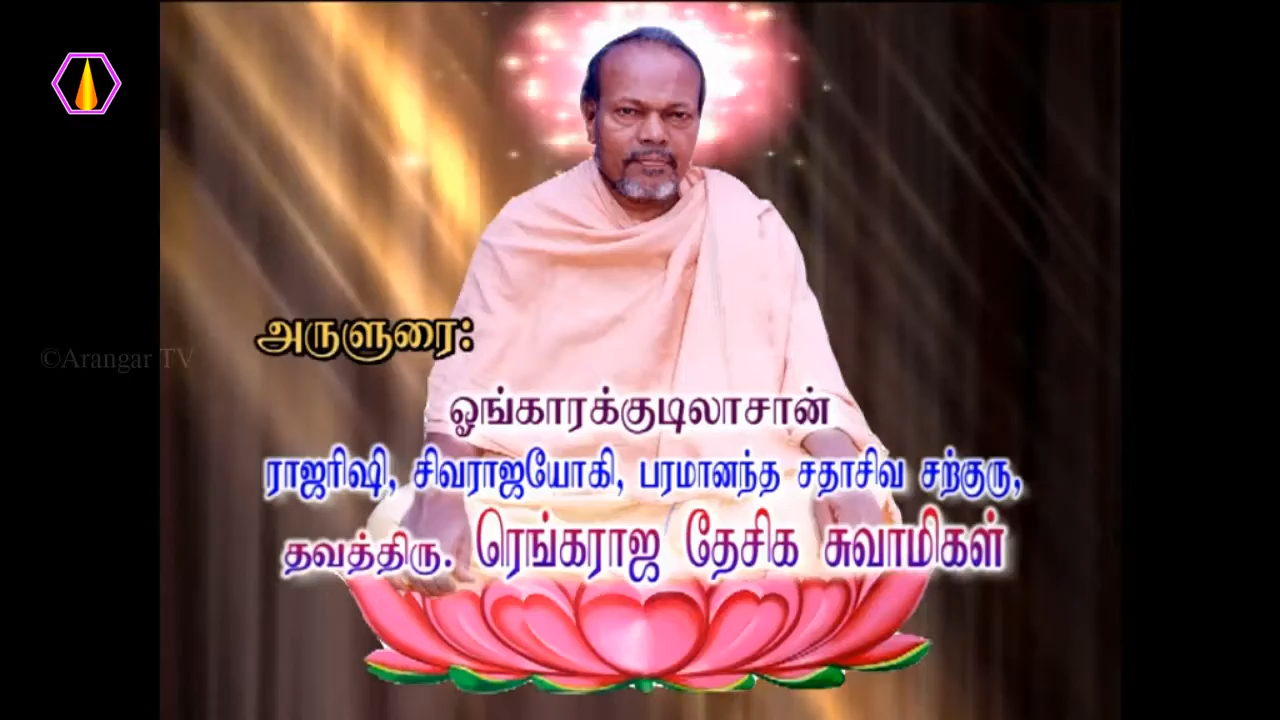 அருளுரை:
©Arangar TV
ஓங்காரக்குடிலாசான்
ராஜரிஷி, சிவராஜயோகி, பரமானந்த சதாசிவ சற்குரு,
தவத்திரு. ரெங்கராஜ தேசிக சுவாமிகள்